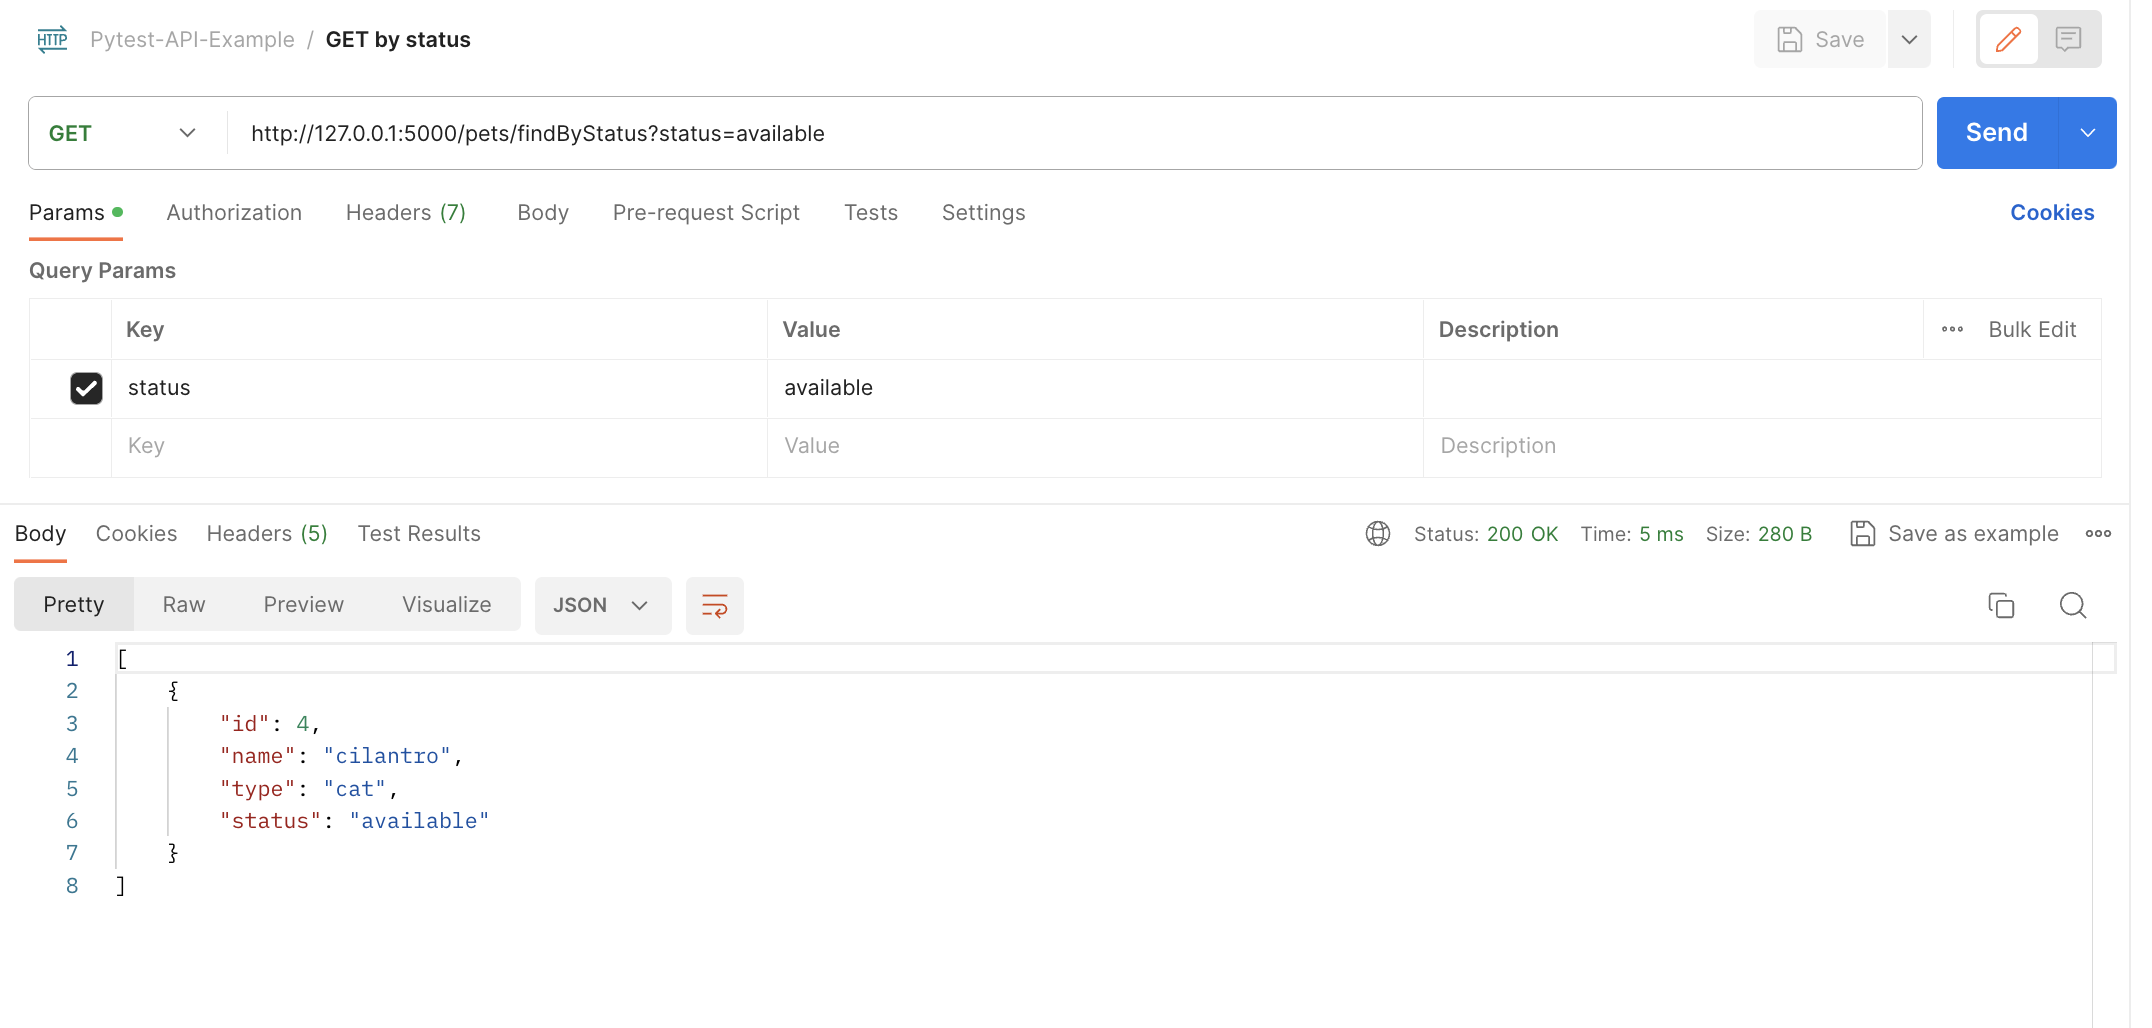 HTTP Pytest-API-Example / GET by status Save
GET http://127.0.0.1:5000/pets/findByStatus?status=available Send
Params Authorization Headers (7) Body Pre-request Script Tests Settings Cookies
Query Params
Key Value Description Bulk Edit
status available
Key Value Description
Body Cookies Headers (5) Test Results Status: 200 OK Time: 5 ms Size: 280 B Save as example
Pretty Raw Preview Visualize JSON
1 [
2 {
3 "id": 4,
4 "name": "cilantro",
5 "type": "cat",
6 "status": "available"
7 }
8 ]